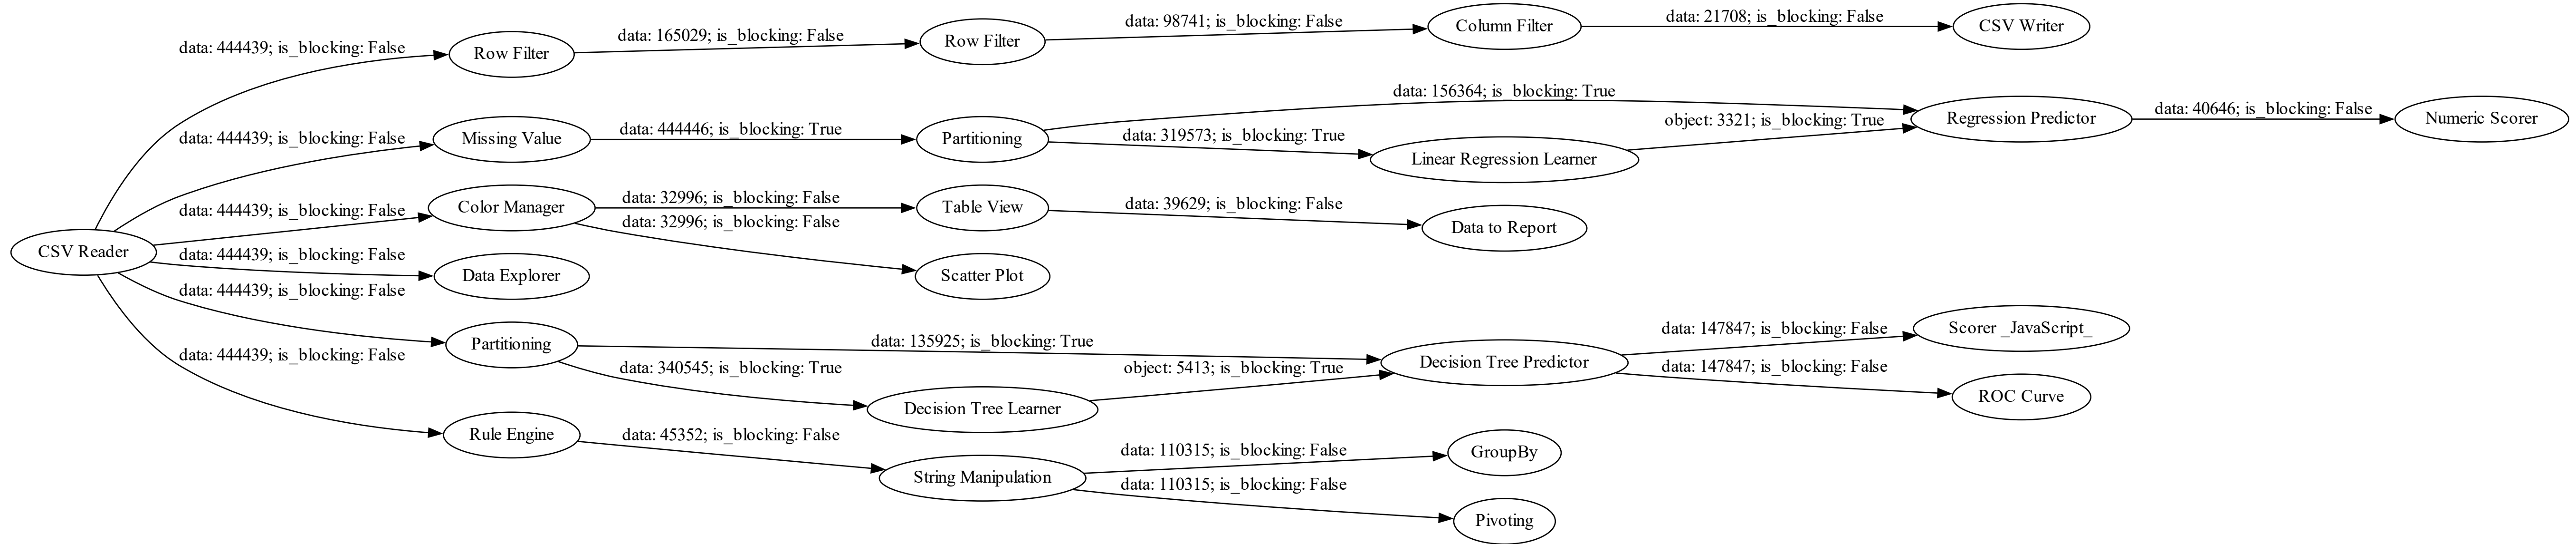 data: 21708; is_blocking: False
data: 98741; is_blocking: False
Column Filter
CSV Writer
data: 165029; is_blocking: False
Row Filter
data: 444439; is_blocking: False
Row Filter
data: 156364; is_blocking: True
data: 40646; is_blocking: False
Regression Predictor
Numeric Scorer
object: 3321; is_blocking: True
data: 444446; is_blocking: True
data: 319573; is_blocking: True
data: 444439; is_blocking: False
Missing Value
Partitioning
Linear Regression Learner
data: 32996; is_blocking: False
data: 39629; is_blocking: False
data: 444439; is_blocking: False
Color Manager
Table View
data: 32996; is_blocking: False
Data to Report
CSV Reader
data: 444439; is_blocking: False
Data Explorer
Scatter Plot
data: 444439; is_blocking: False
data: 147847; is_blocking: False
Scorer _JavaScript_
Partitioning
data: 135925; is_blocking: True
data: 444439; is_blocking: False
data: 340545; is_blocking: True
object: 5413; is_blocking: True
Decision Tree Predictor
data: 147847; is_blocking: False
ROC Curve
Decision Tree Learner
Rule Engine
data: 45352; is_blocking: False
data: 110315; is_blocking: False
GroupBy
String Manipulation
data: 110315; is_blocking: False
Pivoting